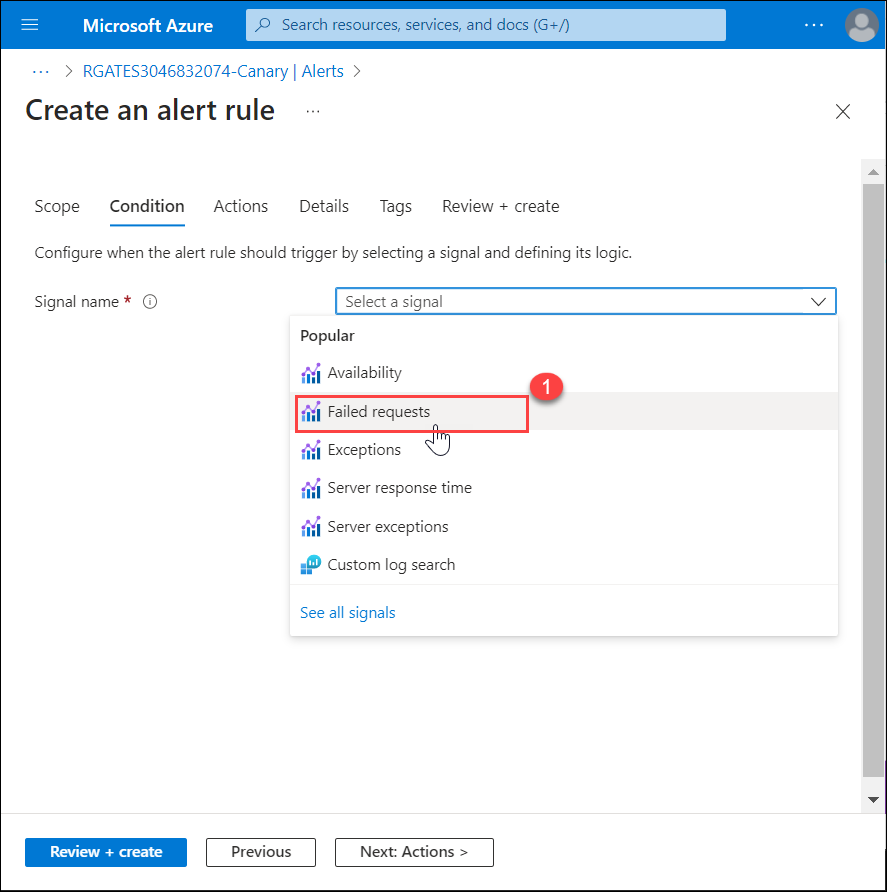 Microsoft Azure
Search resources, services, and docs (G+/)
...
... > RGATES3046832074-Canary | Alerts >
Create an alert rule ...
Scope Condition Actions Details Tags Review + create
Configure when the alert rule should trigger by selecting a signal and defining its logic.
Signal name *
Select a signal
Popular
Availability
1
Failed requests
Exceptions
Server response time
Server exceptions
Custom log search
See all signals
Review + create Previous Next: Actions >